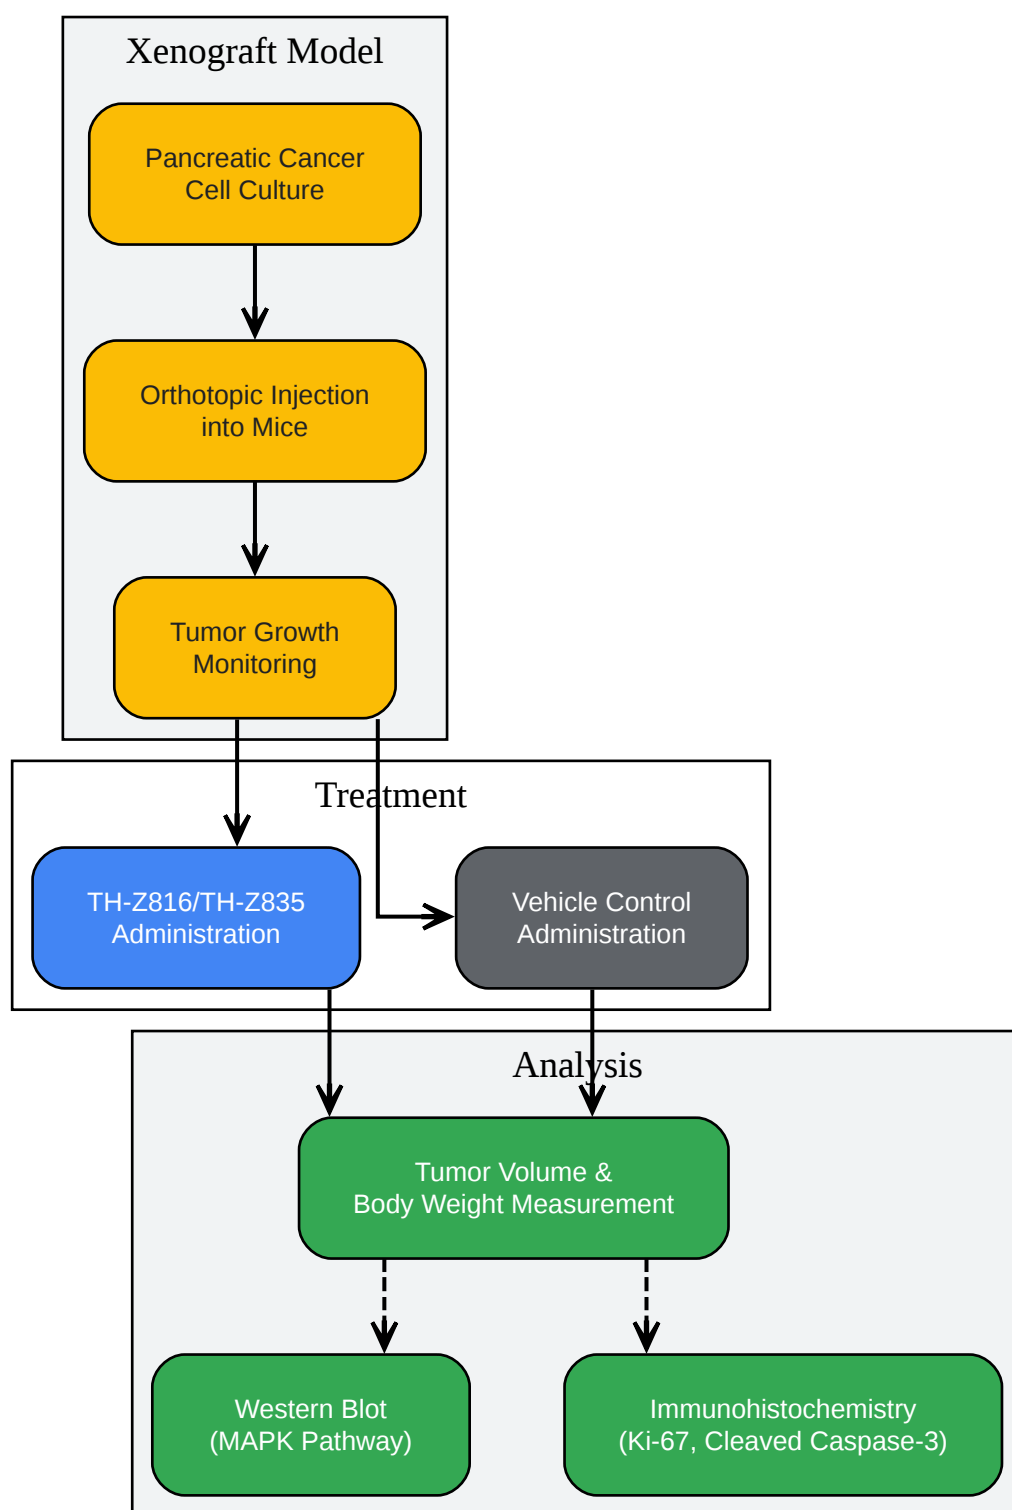 Xenograft Model
Pancreatic Cancer
Cell Culture
Orthotopic Injection
into Mice
Tumor Growth
Monitoring
Treatment
TH-Z816/TH-Z835
Administration
Vehicle Control
Administration
Analysis
Tumor Volume &
Body Weight Measurement
Western Blot
(MAPK Pathway)
Immunohistochemistry
(Ki-67, Cleaved Caspase-3)